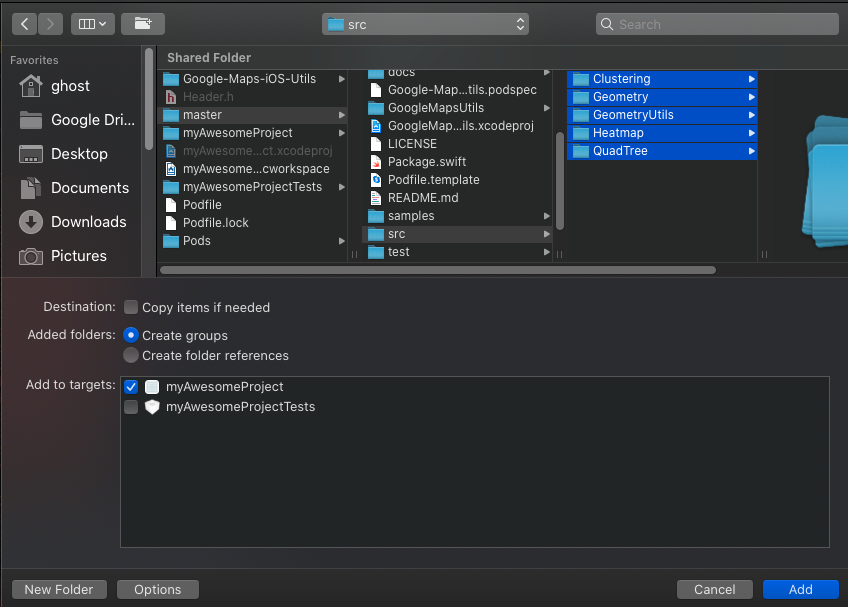 src
Search
Favorites
ghost
Google Dri...
Desktop
Documents
Downloads
Pictures
Shared Folder
Google-Maps-iOS-Utils
Header.h
master
myAwesomeProject
myAwesome...ct.xcodeproj
myAwesome...cworkspace
myAwesomeProjectTests
Podfile
Podfile.lock
Pods
docs
Google-Map...tils.podspec
GoogleMapsUtils
GoogleMap...ils.xcodeproj
LICENSE
Package.swift
Podfile.template
README.md
samples
src
test
Clustering
Geometry
GeometryUtils
Heatmap
QuadTree
Destination: Copy items if needed
Added folders: Create groups
Create folder references
Add to targets: myAwesomeProject
myAwesomeProjectTests
New Folder Options Cancel Add